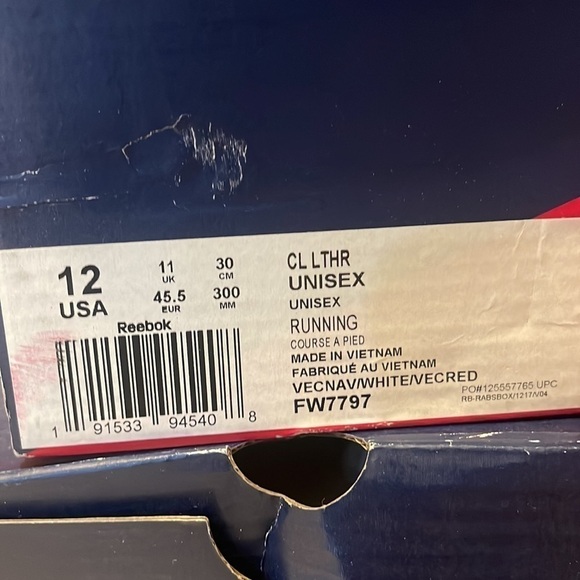 12
USA
11
UK
45.5
EUR
30
CM
300
MM
Reebok
1 91533 94540 8
CL LTHR
UNISEX
UNISEX
RUNNING
COURSE A PIED
MADE IN VIETNAM
FABRIQUÉ AU VIETNAM
VECNAV/WHITE/VECRED
FW7797
PO#125557765 UPC
RB-RABSBOX/1217/V04